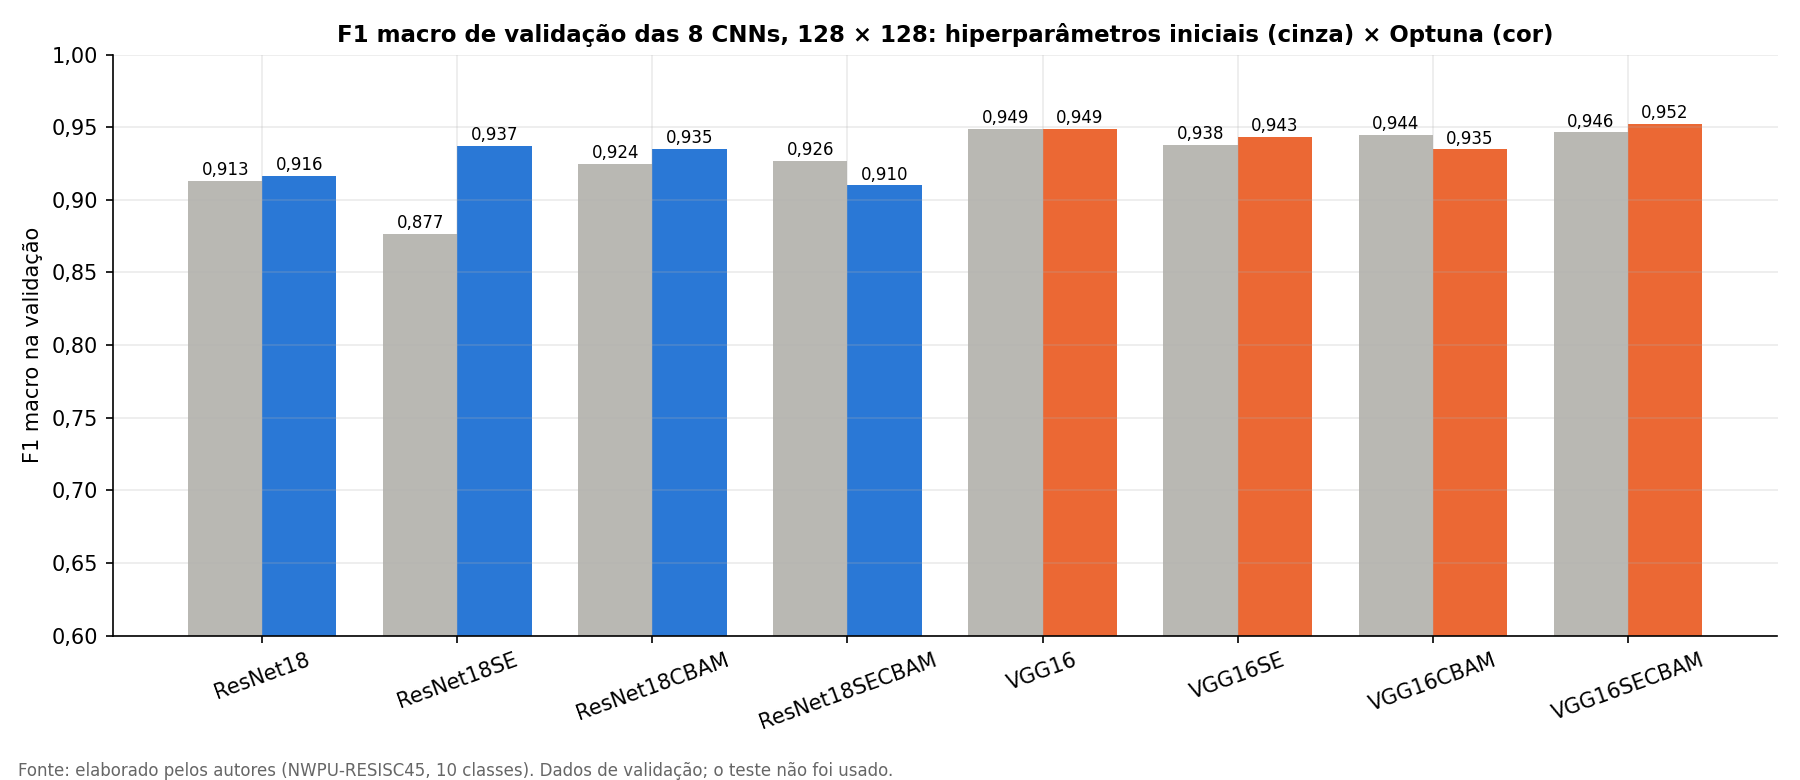 F1 macro de validação das 8 CNNs, 128 × 128: hiperparâmetros iniciais (cinza) × Optuna (cor)
F1 macro na validação
1,00
0,95
0,90
0,85
0,80
0,75
0,70
0,65
0,60
0,913
0,916
0,877
0,937
0,924
0,935
0,926
0,910
0,949
0,949
0,938
0,943
0,944
0,935
0,946
0,952
ResNet18
ResNet18SE
ResNet18CBAM
ResNet18SECBAM
VGG16
VGG16SE
VGG16CBAM
VGG16SECBAM
Fonte: elaborado pelos autores (NWPU-RESISC45, 10 classes). Dados de validação; o teste não foi usado.